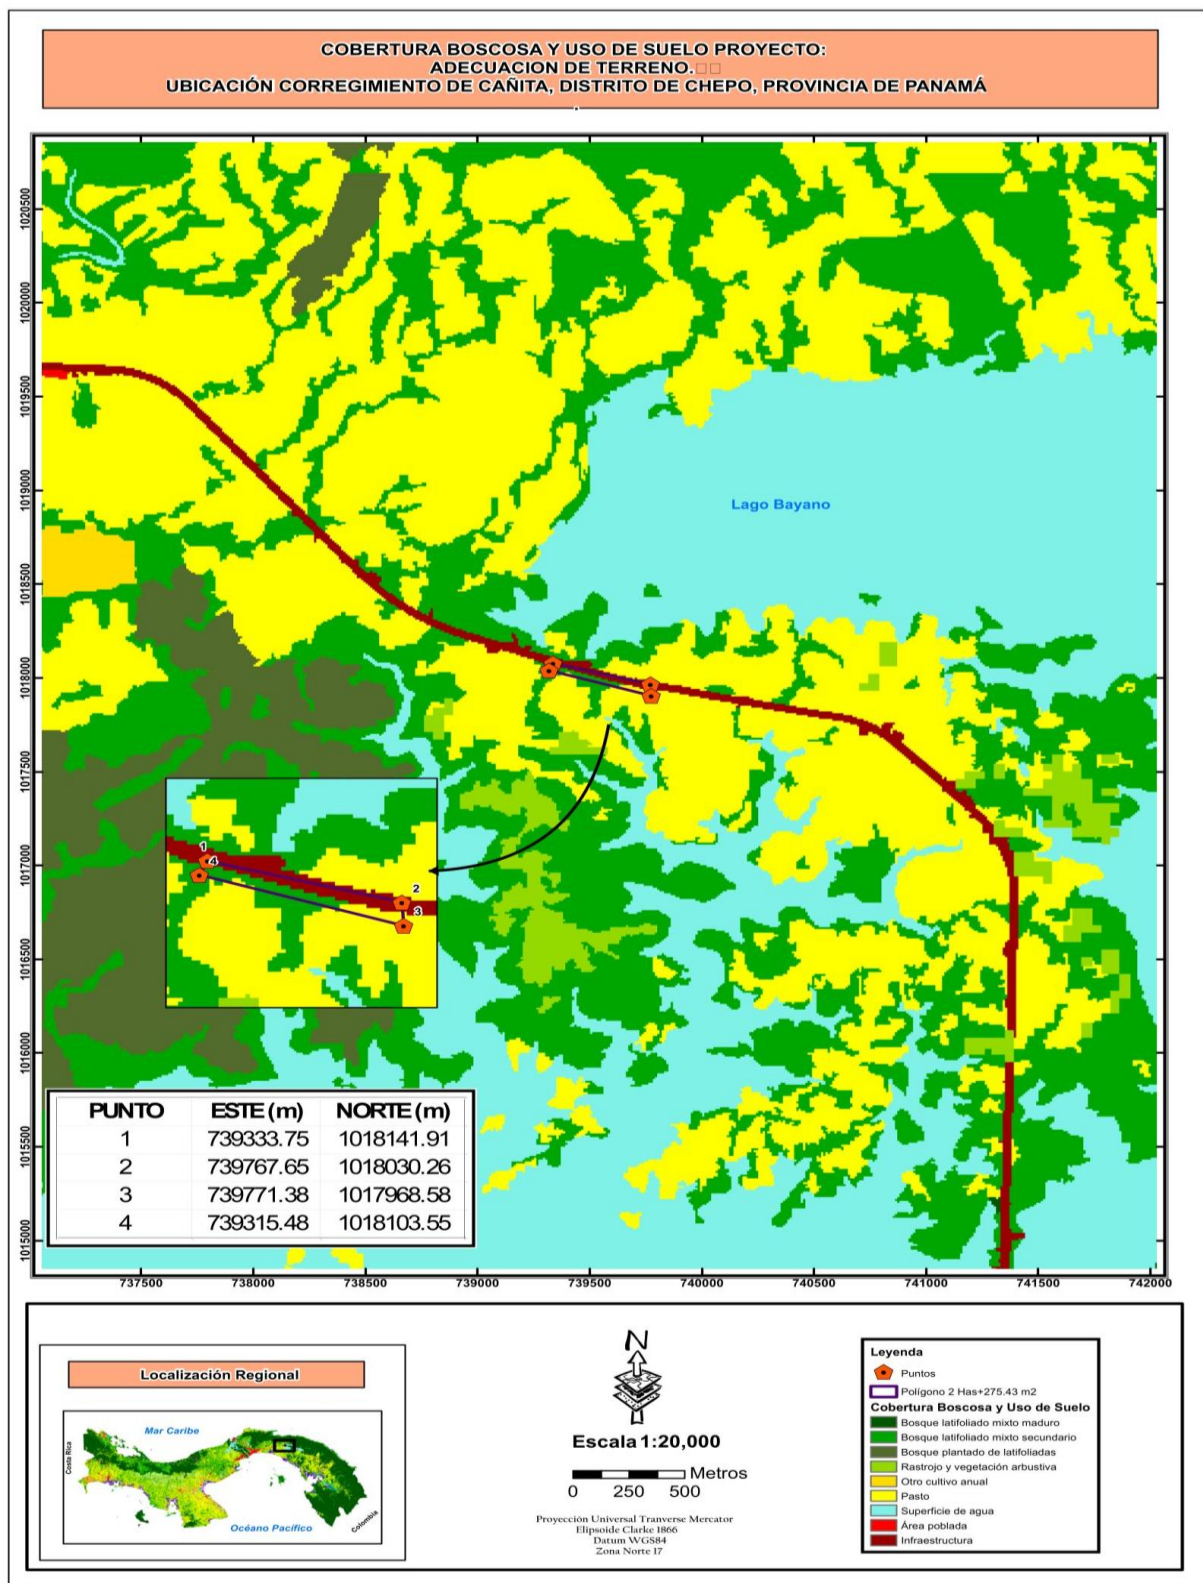 COBERTURA BOSCOSA Y USO DE SUELO PROYECTO:
ADECUACION DE TERRENO.□□
UBICACIÓN CORREGIMIENTO DE CAÑITA, DISTRITO DE CHEPO, PROVINCIA DE PANAMÁ
.
1020500
1020000
1019500
1019000
1018500
1018000
1017500
1017000
1016500
1016000
1015500
1015000
Lago Bayano
1
4
2
3
PUNTO ESTE (m) NORTE (m)
1 739333.75 1018141.91
2 739767.65 1018030.26
3 739771.38 1017968.58
4 739315.48 1018103.55
737500 738000 738500 739000 739500 740000 740500 741000 741500 742000
Localización Regional
Mar Caribe
Costa Rica
Océano Pacífico
Colombia
N
Escala 1:20,000
Metros
0 250 500
Proyección Universal Tranverse Mercator
Elipsoide Clarke 1866
Datum WGS84
Zona Norte 17
Leyenda
Puntos
Polígono 2 Has+275.43 m2
Cobertura Boscosa y Uso de Suelo
Bosque latifoliado mixto maduro
Bosque latifoliado mixto secundario
Bosque plantado de latifoliadas
Rastrojo y vegetación arbustiva
Otro cultivo anual
Pasto
Superficie de agua
Área poblada
Infraestructura